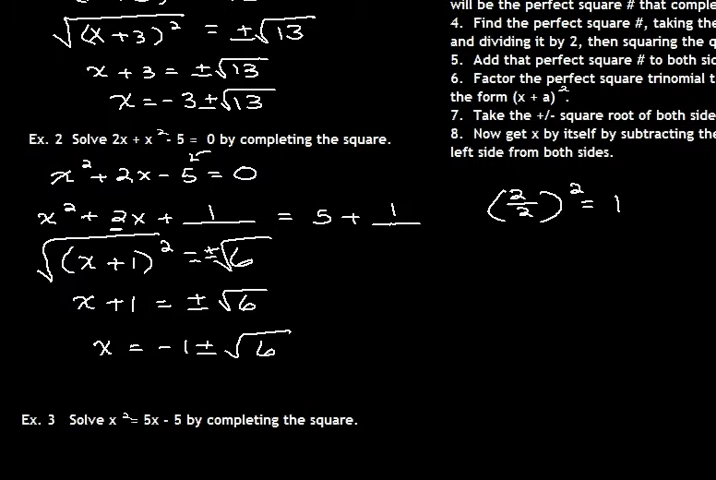 √(x + 3)² = ±√13
x + 3 = ±√13
x = - 3 ± √13
Ex. 2 Solve 2x + x² - 5 = 0 by completing the square.
x² + 2x - 5 = 0
x² + 2x + 1 = 5 + 1
√(x + 1)² = ±√6
x + 1 = ± √6
x = - 1 ± √6
Ex. 3 Solve x² = 5x - 5 by completing the square.
will be the perfect square # that comple
4. Find the perfect square #, taking the
and dividing it by 2, then squaring the q
5. Add that perfect square # to both sid
6. Factor the perfect square trinomial t
the form (x + a)².
7. Take the +/- square root of both side
8. Now get x by itself by subtracting the
left side from both sides.
(2/2)² = 1